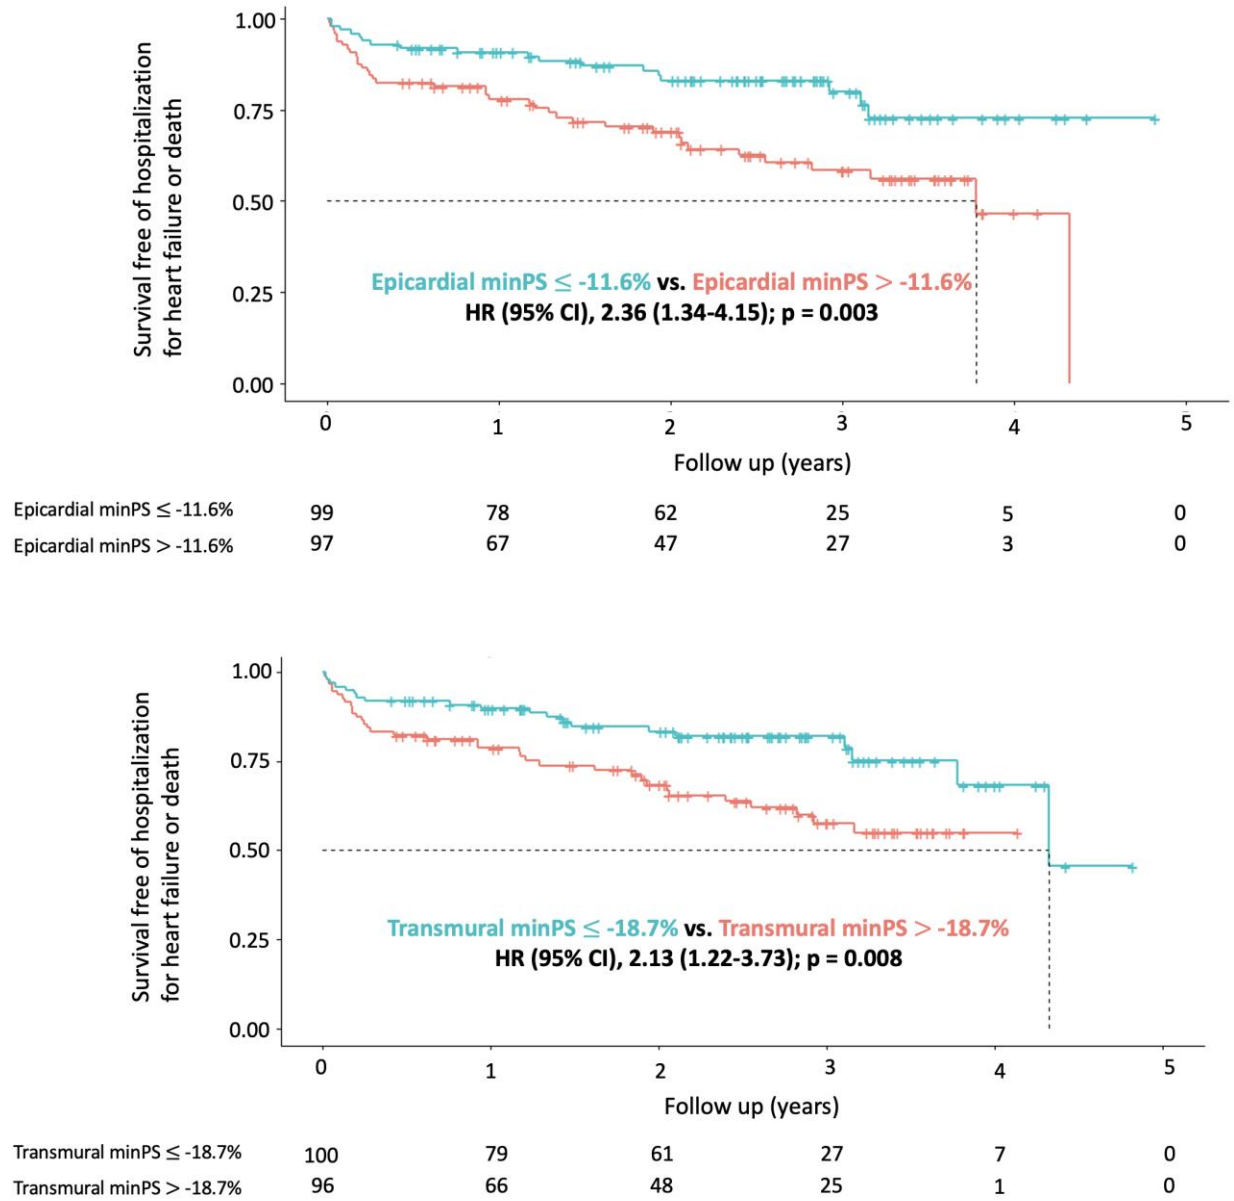 Survival free of hospitalization
for heart failure or death
1.00
0.75
0.50
0.25
0.00
Epicardial minPS ≤ -11.6% vs. Epicardial minPS > -11.6%
HR (95% CI), 2.36 (1.34-4.15); p = 0.003
0 1 2 3 4 5
Follow up (years)
Epicardial minPS ≤ -11.6% 99 78 62 25 5 0
Epicardial minPS > -11.6% 97 67 47 27 3 0
Survival free of hospitalization
for heart failure or death
1.00
0.75
0.50
0.25
0.00
Transmural minPS ≤ -18.7% vs. Transmural minPS > -18.7%
HR (95% CI), 2.13 (1.22-3.73); p = 0.008
0 1 2 3 4 5
Follow up (years)
Transmural minPS ≤ -18.7% 100 79 61 27 7 0
Transmural minPS > -18.7% 96 66 48 25 1 0